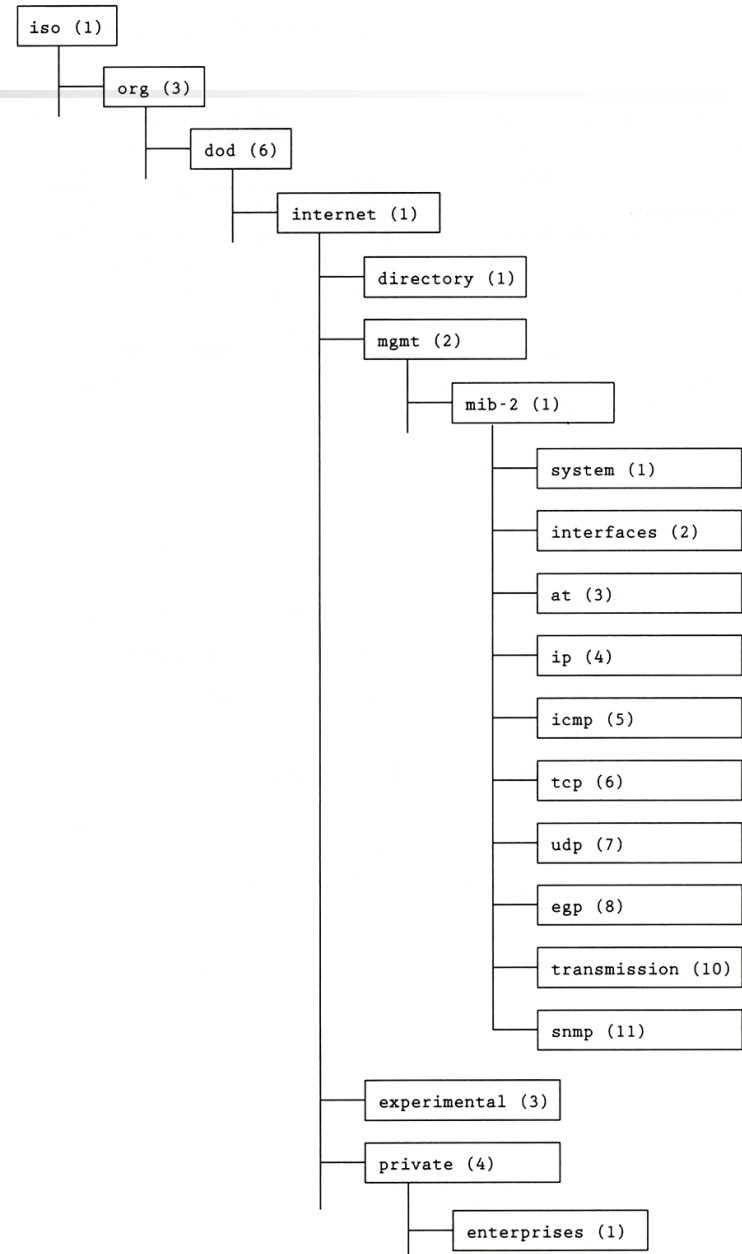 iso (1)
org (3)
dod (6)
internet (1)
directory (1)
mgmt (2)
mib-2 (1)
system (1)
interfaces (2)
at (3)
ip (4)
icmp (5)
tcp (6)
udp (7)
egp (8)
transmission (10)
snmp (11)
experimental (3)
private (4)
enterprises (1)